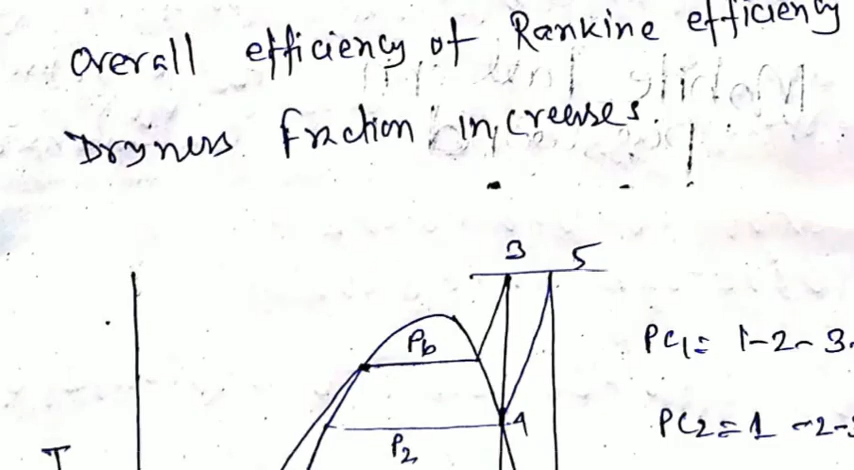 Overall efficiency of Rankine efficiency
Dryness fraction increases.
3 5
Pb
PC1 = 1-2-3
4
PC2 = 1-2-3
P2
T